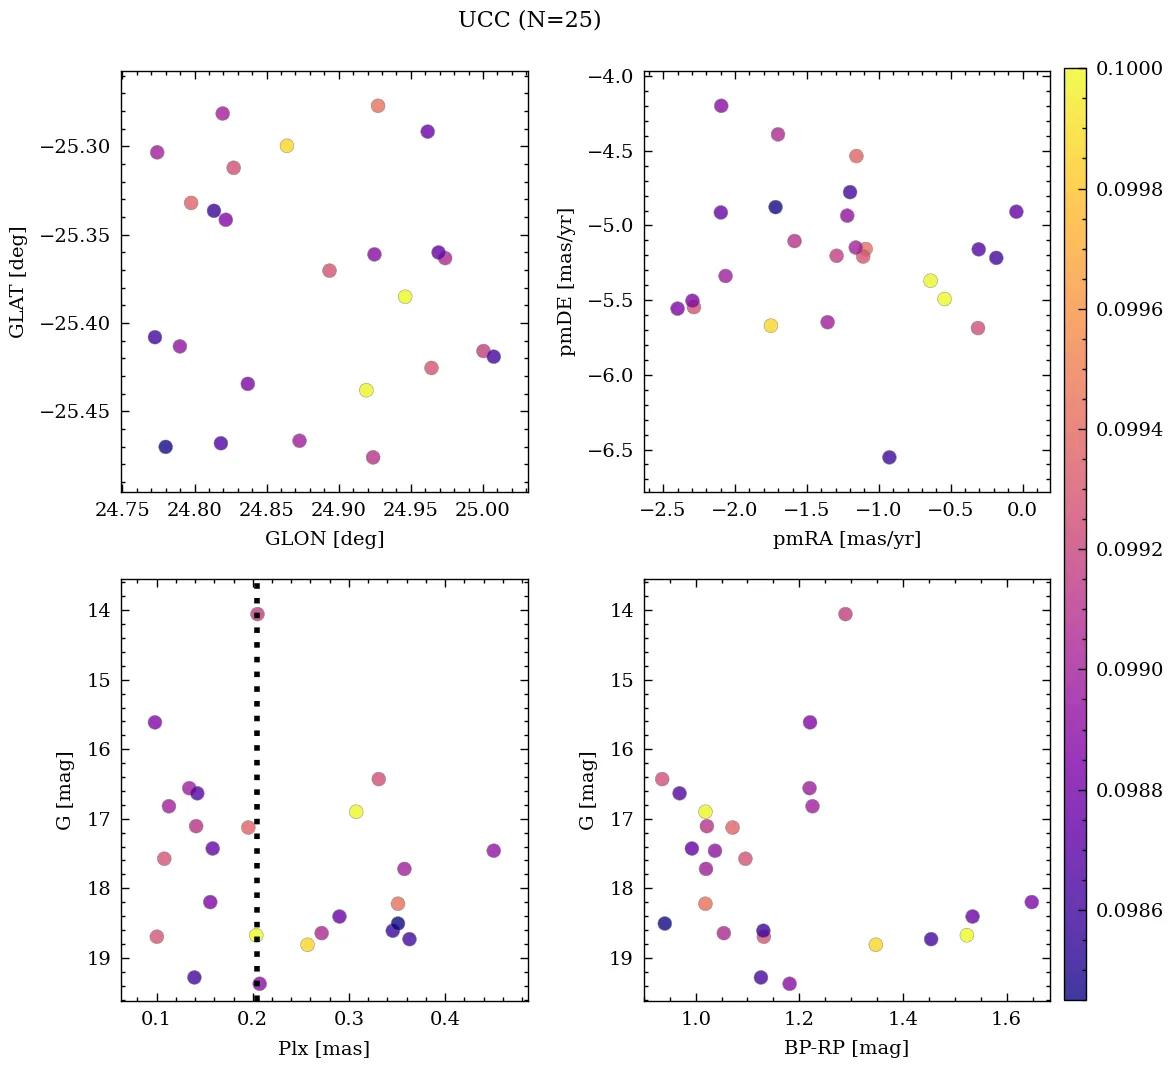 UCC (N=25)
−25.30
−25.35
−25.40
−25.45
GLAT [deg]
24.75 24.80 24.85 24.90 24.95 25.00
GLON [deg]
−4.0
−4.5
−5.0
−5.5
−6.0
−6.5
pmDE [mas/yr]
−2.5 −2.0 −1.5 −1.0 −0.5 0.0
pmRA [mas/yr]
14
15
16
17
18
19
G [mag]
0.1 0.2 0.3 0.4
Plx [mas]
14
15
16
17
18
19
G [mag]
1.0 1.2 1.4 1.6
BP-RP [mag]
0.1000
0.0998
0.0996
0.0994
0.0992
0.0990
0.0988
0.0986